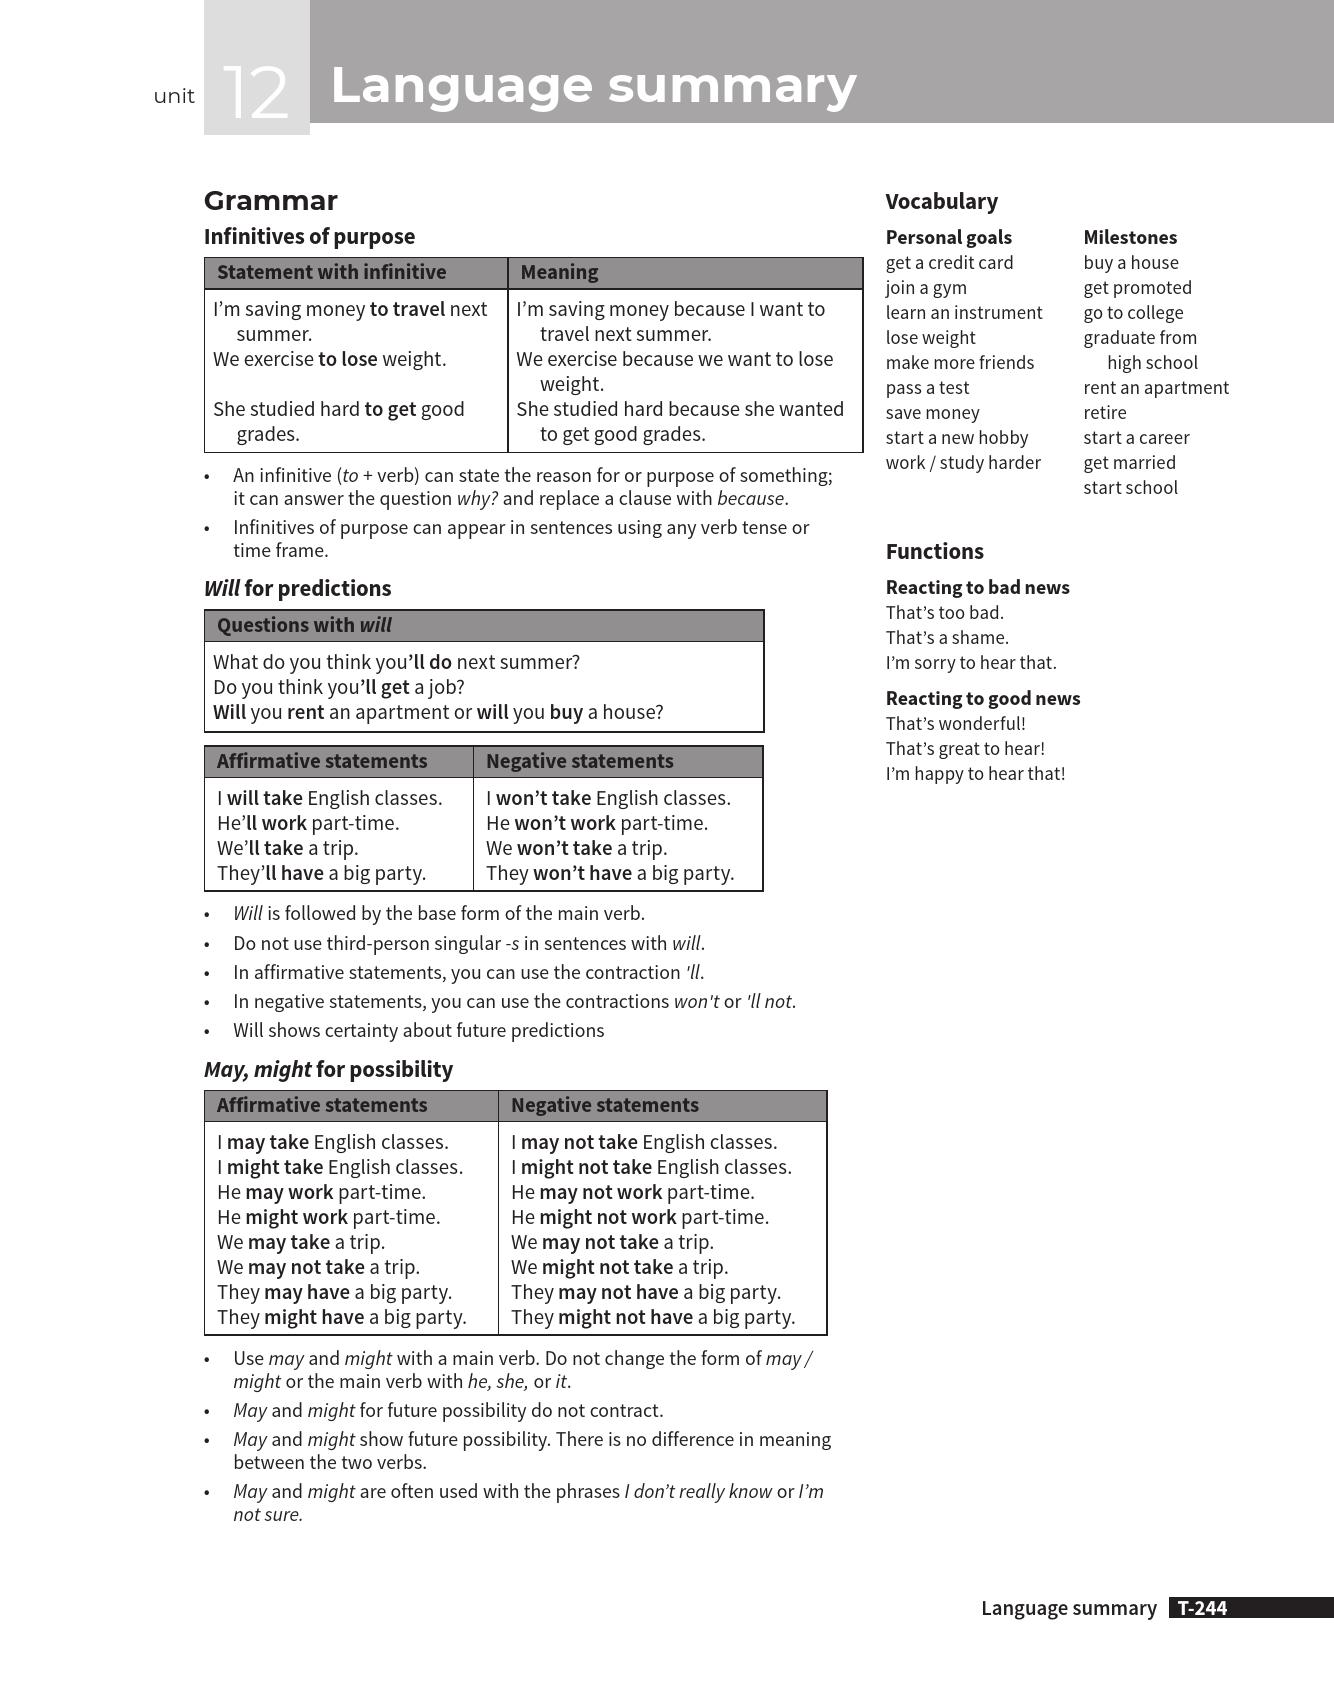 unit 12 Language summary
Grammar
Infinitives of purpose
Statement with infinitive
Meaning
I’m saving money to travel next
summer.
I’m saving money because I want to
travel next summer.
We exercise to lose weight.
We exercise because we want to lose
weight.
She studied hard to get good
grades.
She studied hard because she wanted
to get good grades.
• An infinitive (to + verb) can state the reason for or purpose of something;
it can answer the question why? and replace a clause with because.
• Infinitives of purpose can appear in sentences using any verb tense or
time frame.
Will for predictions
Questions with will
What do you think you’ll do next summer?
Do you think you’ll get a job?
Will you rent an apartment or will you buy a house?
Affirmative statements
Negative statements
I will take English classes.
I won’t take English classes.
He’ll work part-time.
He won’t work part-time.
We’ll take a trip.
We won’t take a trip.
They’ll have a big party.
They won’t have a big party.
• Will is followed by the base form of the main verb.
• Do not use third-person singular -s in sentences with will.
• In affirmative statements, you can use the contraction 'll.
• In negative statements, you can use the contractions won't or 'll not.
• Will shows certainty about future predictions
May, might for possibility
Affirmative statements
Negative statements
I may take English classes.
I may not take English classes.
I might take English classes.
I might not take English classes.
He may work part-time.
He may not work part-time.
He might work part-time.
He might not work part-time.
We may take a trip.
We may not take a trip.
We may not take a trip.
We might not take a trip.
They may have a big party.
They may not have a big party.
They might have a big party.
They might not have a big party.
• Use may and might with a main verb. Do not change the form of may /
might or the main verb with he, she, or it.
• May and might for future possibility do not contract.
• May and might show future possibility. There is no difference in meaning
between the two verbs.
• May and might are often used with the phrases I don’t really know or I’m
not sure.
Vocabulary
Personal goals
get a credit card
join a gym
learn an instrument
lose weight
make more friends
pass a test
save money
start a new hobby
work / study harder
Milestones
buy a house
get promoted
go to college
graduate from
high school
rent an apartment
retire
start a career
get married
start school
Functions
Reacting to bad news
That’s too bad.
That’s a shame.
I’m sorry to hear that.
Reacting to good news
That’s wonderful!
That’s great to hear!
I’m happy to hear that!
Language summary T-244